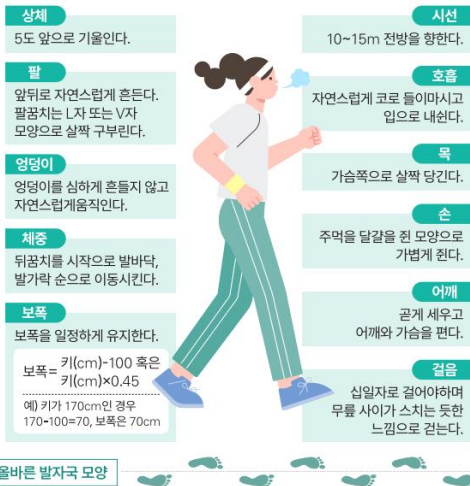 상체
5도 앞으로 기울인다.
팔
앞뒤로 자연스럽게 흔든다.
팔꿈치는 L자 또는 V자
모양으로 살짝 구부린다.
엉덩이
엉덩이를 심하게 흔들지 않고
자연스럽게움직인다.
체중
뒤꿈치를 시작으로 발바닥,
발가락 순으로 이동시킨다.
보폭
보폭을 일정하게 유지한다.
보폭= 키(cm)-100 혹은
키(cm)×0.45
예) 키가 170cm인 경우
170-100=70, 보폭은 70cm
시선
10~15m 전방을 향한다.
호흡
자연스럽게 코로 들이마시고
입으로 내쉰다.
목
가슴쪽으로 살짝 당긴다.
손
주먹을 달걀을 쥔 모양으로
가볍게 쥔다.
어깨
곧게 세우고
어깨와 가슴을 편다.
걸음
십일자로 걸어야하며
무릎 사이가 스치는 듯한
느낌으로 걷는다.
올바른 발자국 모양